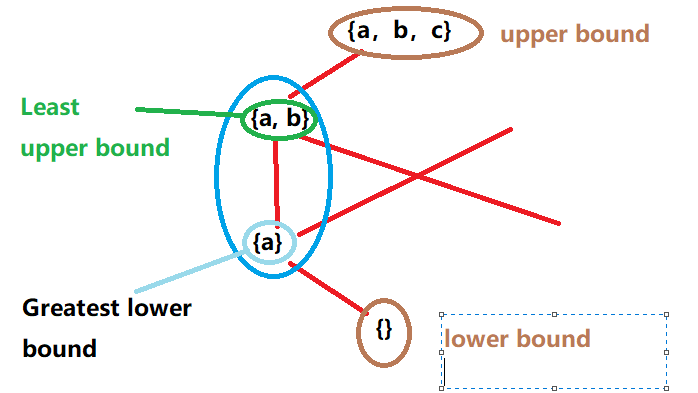 {a, b, c}
upper bound
Least
upper bound
{a, b}
{a}
Greatest lower
bound
{}
lower bound